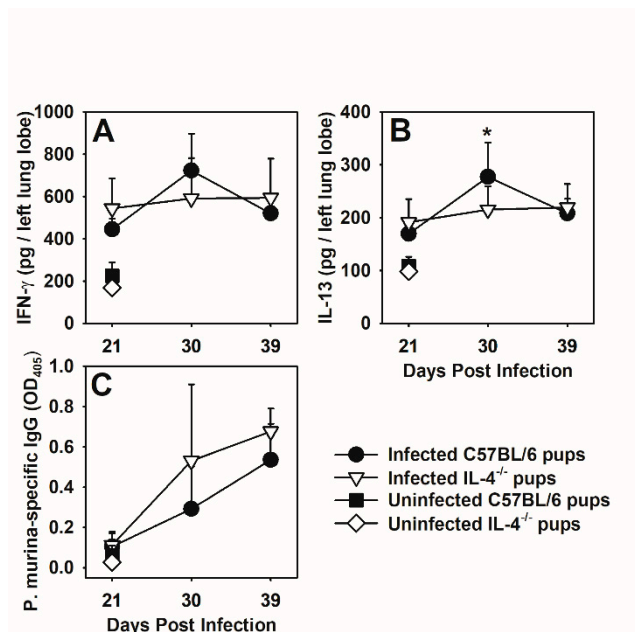 A
IFN-γ (pg / left lung lobe)
1000
800
600
400
200
0
21 30 39
B
*
IL-13 (pg / left lung lobe)
400
300
200
100
0
21 30 39
Days Post Infection
C
P. murina-specific IgG (OD405)
1.0
0.8
0.6
0.4
0.2
0.0
21 30 39
Days Post Infection
Infected C57BL/6 pups
Infected IL-4-/- pups
Uninfected C57BL/6 pups
Uninfected IL-4-/- pups